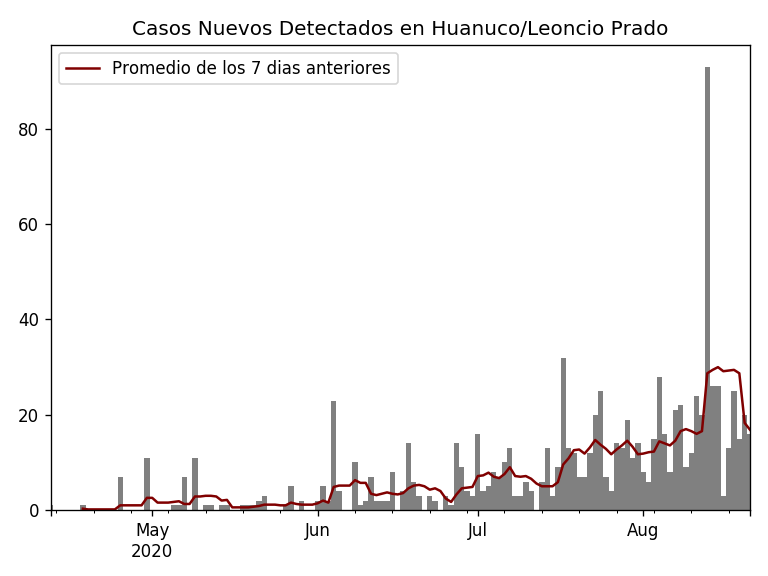 Casos Nuevos Detectados en Huanuco/Leoncio Prado
Promedio de los 7 dias anteriores
80
60
40
20
0
May Jun Jul Aug
2020